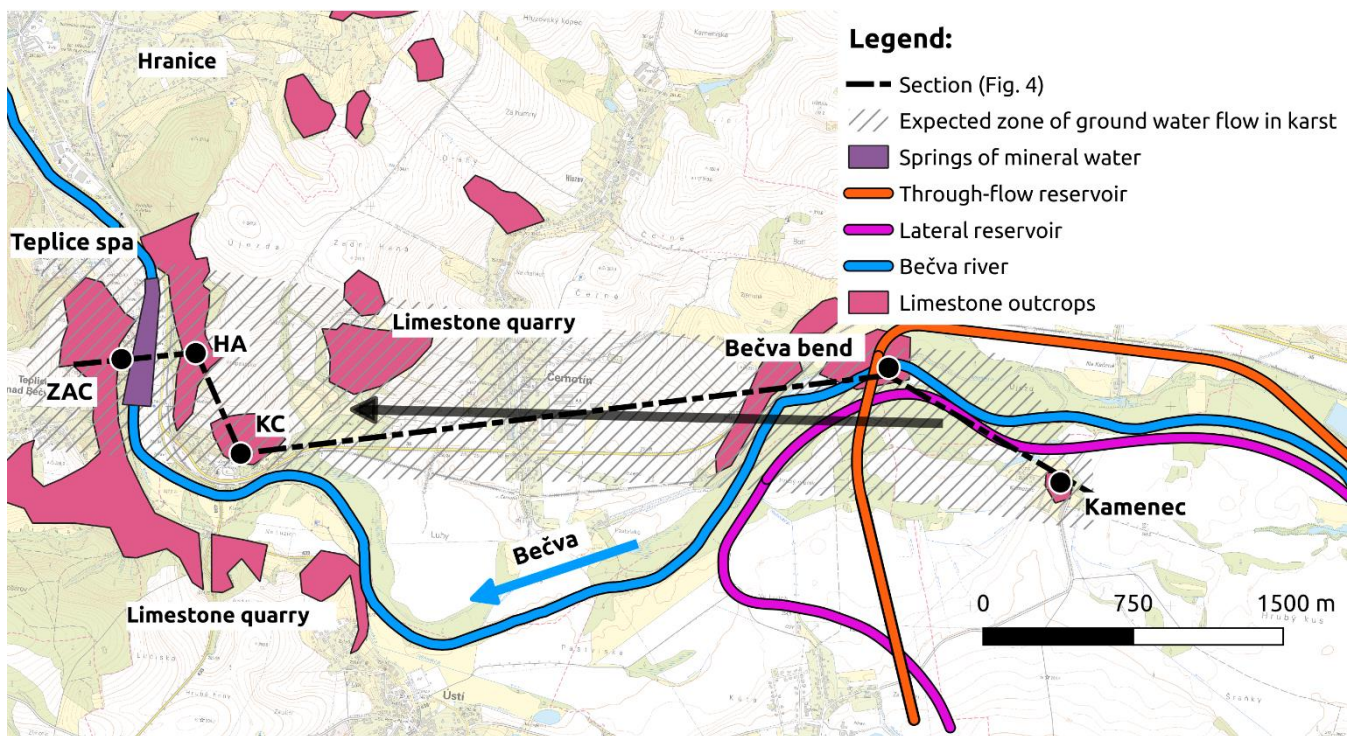 Hranice
Legend:
Section (Fig. 4)
Expected zone of ground water flow in karst
Springs of mineral water
Through-flow reservoir
Lateral reservoir
Bečva river
Limestone outcrops
Teplice spa
Limestone quarry
HA
Bečva bend
ZAC
KC
Černotín
Kamenec
Bečva
Limestone quarry
0 750 1500 m
Ústí